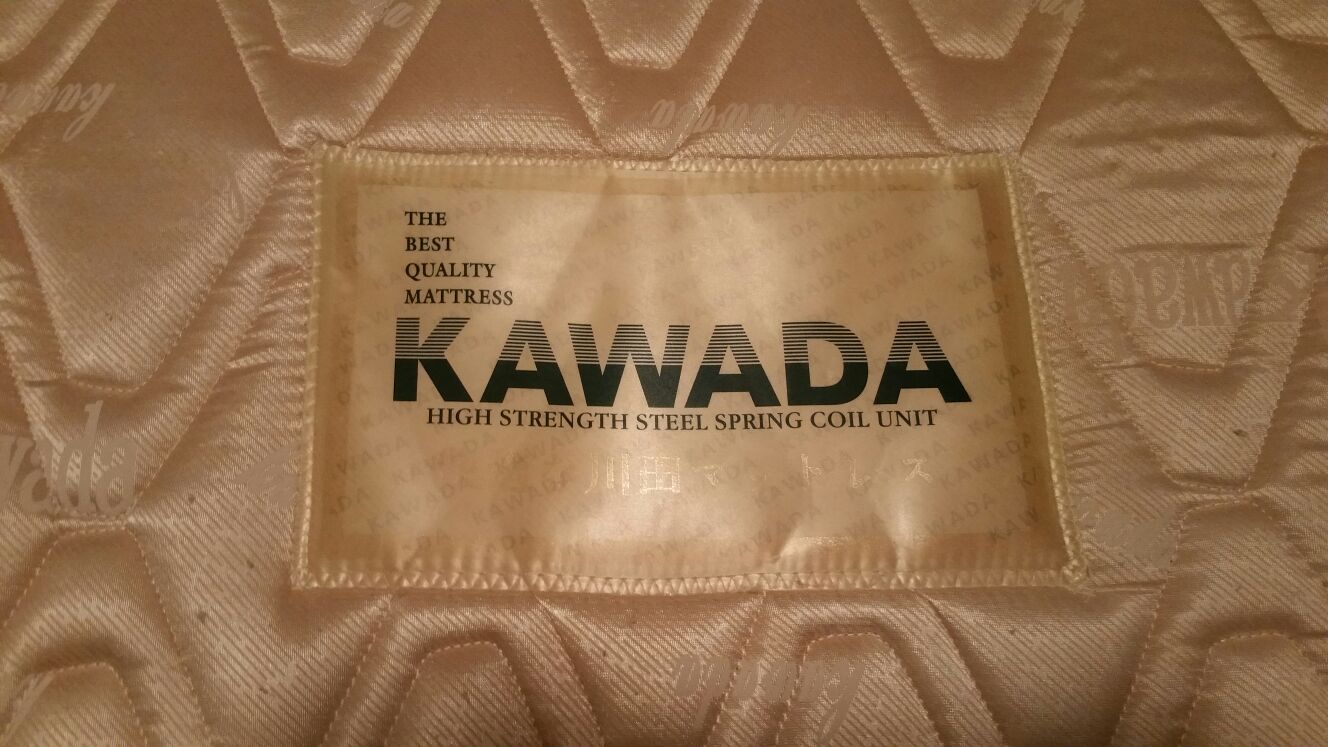 THE
BEST
QUALITY
MATTRESS
KAWADA
HIGH STRENGTH STEEL SPRING COIL UNIT
川田マットレス